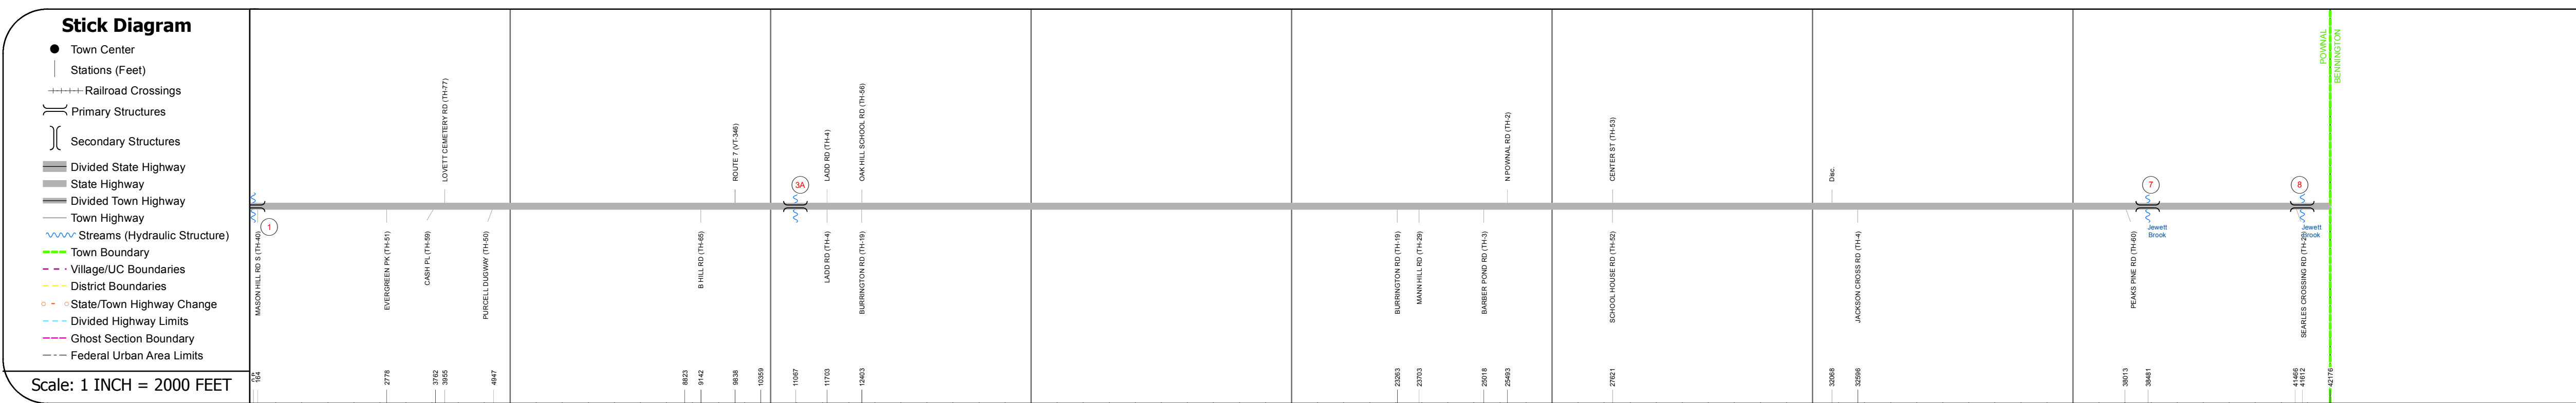 Stick Diagram
Town Center
Stations (Feet)
Railroad Crossings
Primary Structures
Secondary Structures
Divided State Highway
State Highway
Divided Town Highway
Town Highway
Streams (Hydraulic Structure)
Town Boundary
Village/UC Boundaries
District Boundaries
State/Town Highway Change
Divided Highway Limits
Ghost Section Boundary
Federal Urban Area Limits
Scale: 1 INCH = 2000 FEET
LOVETT CEMETERY RD (TH-77)
ROUTE 7 (VT-346)
LADD RD (TH-4)
OAK HILL SCHOOL RD (TH-56)
N POWNAL RD (TH-2)
CENTER ST (TH-53)
Disc.
POWNAL
BENNINGTON
1
3A
7
8
MASON HILL RD S (TH-40)
EVERGREEN PK (TH-51)
CASH PL (TH-59)
PURCELL DUGWAY (TH-50)
B HILL RD (TH-65)
LADD RD (TH-4)
BURRINGTON RD (TH-19)
BURRINGTON RD (TH-19)
MANN HILL RD (TH-29)
BARBER POND RD (TH-3)
SCHOOL HOUSE RD (TH-52)
JACKSON CROSS RD (TH-4)
PEAKS PINE RD (TH-60)
Jewett
Brook
SEARLES CROSSING RD
Jewett
Brook
164
2778
3762
3955
4947
8823
9142
9838
10359
11067
11703
12403
23263
23703
25018
25493
27621
32068
32596
38013
38481
41466
41612
42176